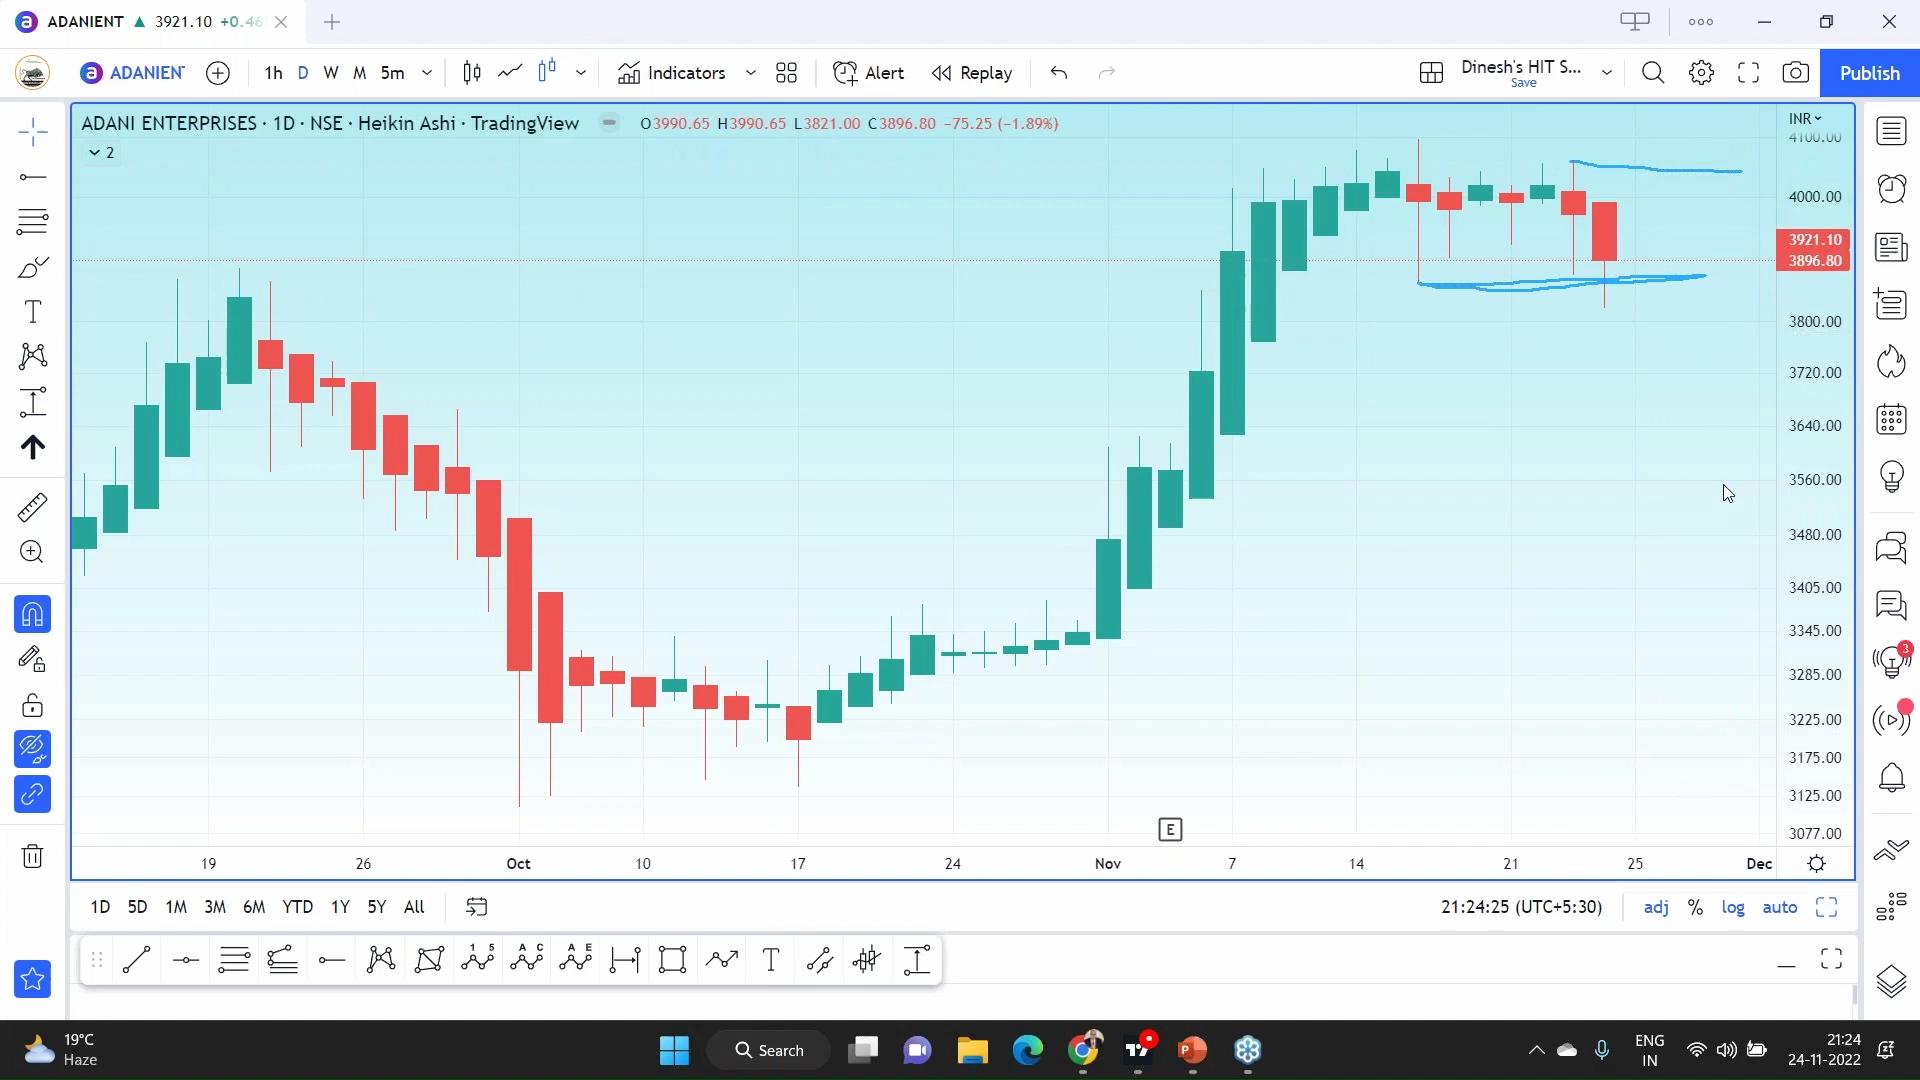 ADANIENT ▲ 3921.10 +0.46
ADANIENT 1h D W M 5m Indicators Alert Replay Dinesh's HIT S... Publish
Save
ADANI ENTERPRISES · 1D · NSE · Heikin Ashi · TradingView O3990.65 H3990.65 L3821.00 C3896.80 −75.25 (−1.89%)
INR
2
4100.00
4000.00
3921.10
3896.80
3800.00
3720.00
3640.00
3560.00
3480.00
3405.00
3345.00
3285.00
3225.00
3175.00
3125.00
3077.00
E
19 26 Oct 10 17 24 Nov 7 14 21 25 Dec
1D 5D 1M 3M 6M YTD 1Y 5Y All 21:24:25 (UTC+5:30) adj % log auto
1 5 A C A E
3
19°C
Haze
Search
ENG
IN
21:24
24-11-2022